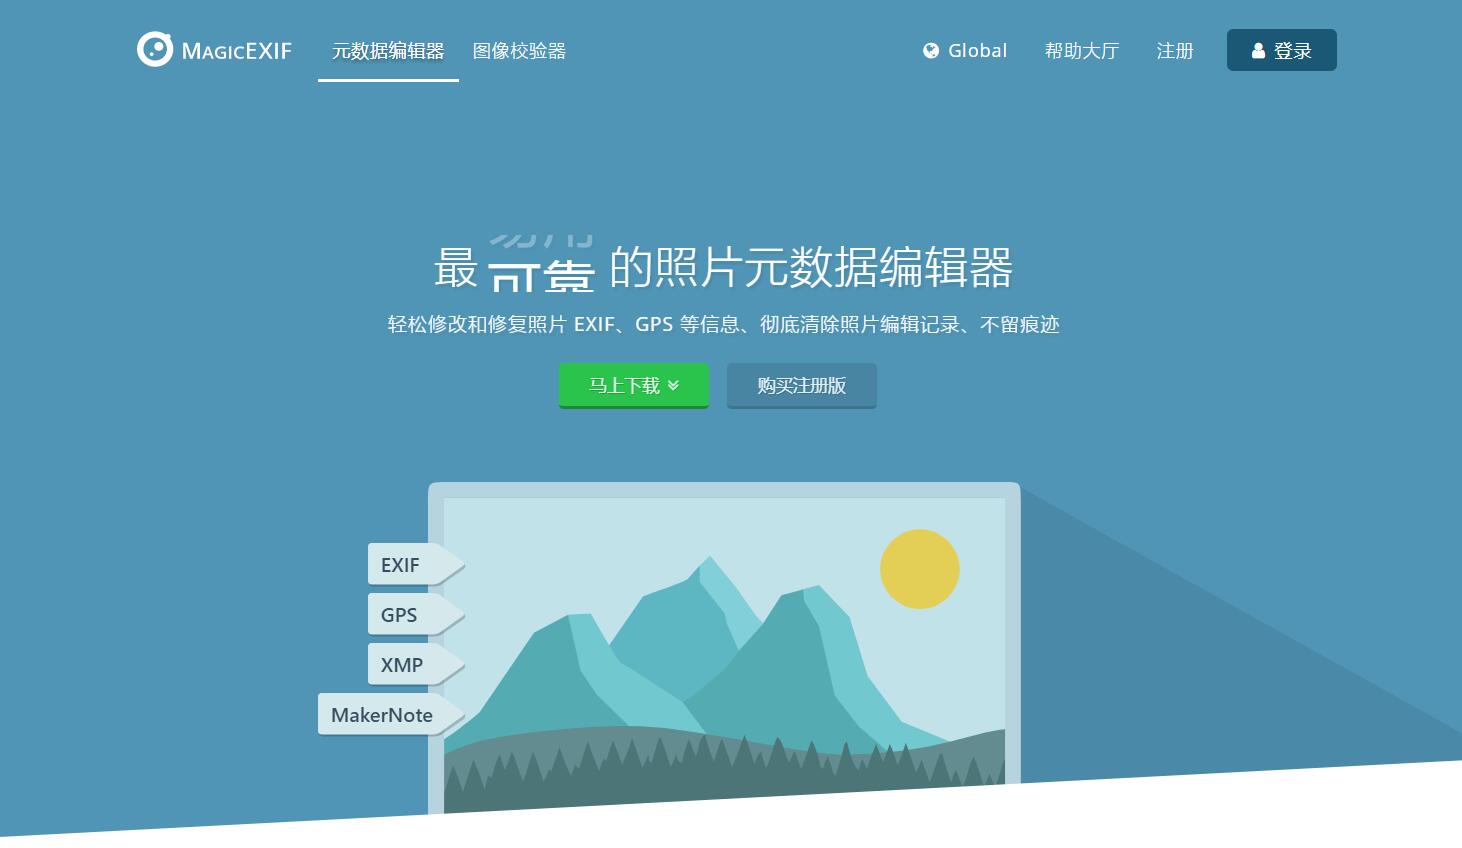 MagicEXIF 元数据编辑器 图像校验器 Global 帮助大厅 注册 登录
最 可靠 的照片元数据编辑器
轻松修改和修复照片 EXIF、GPS 等信息、彻底清除照片编辑记录、不留痕迹
马上下载 购买注册版
EXIF
GPS
XMP
MakerNote